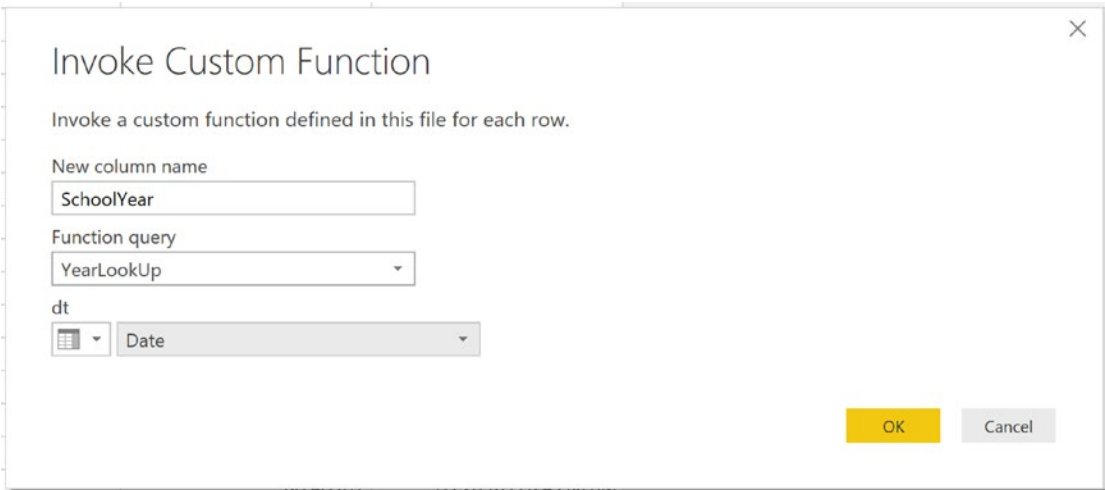 Invoke Custom Function
Invoke a custom function defined in this file for each row.
New column name
SchoolYear
Function query
YearLookUp
dt
Date
OK
Cancel